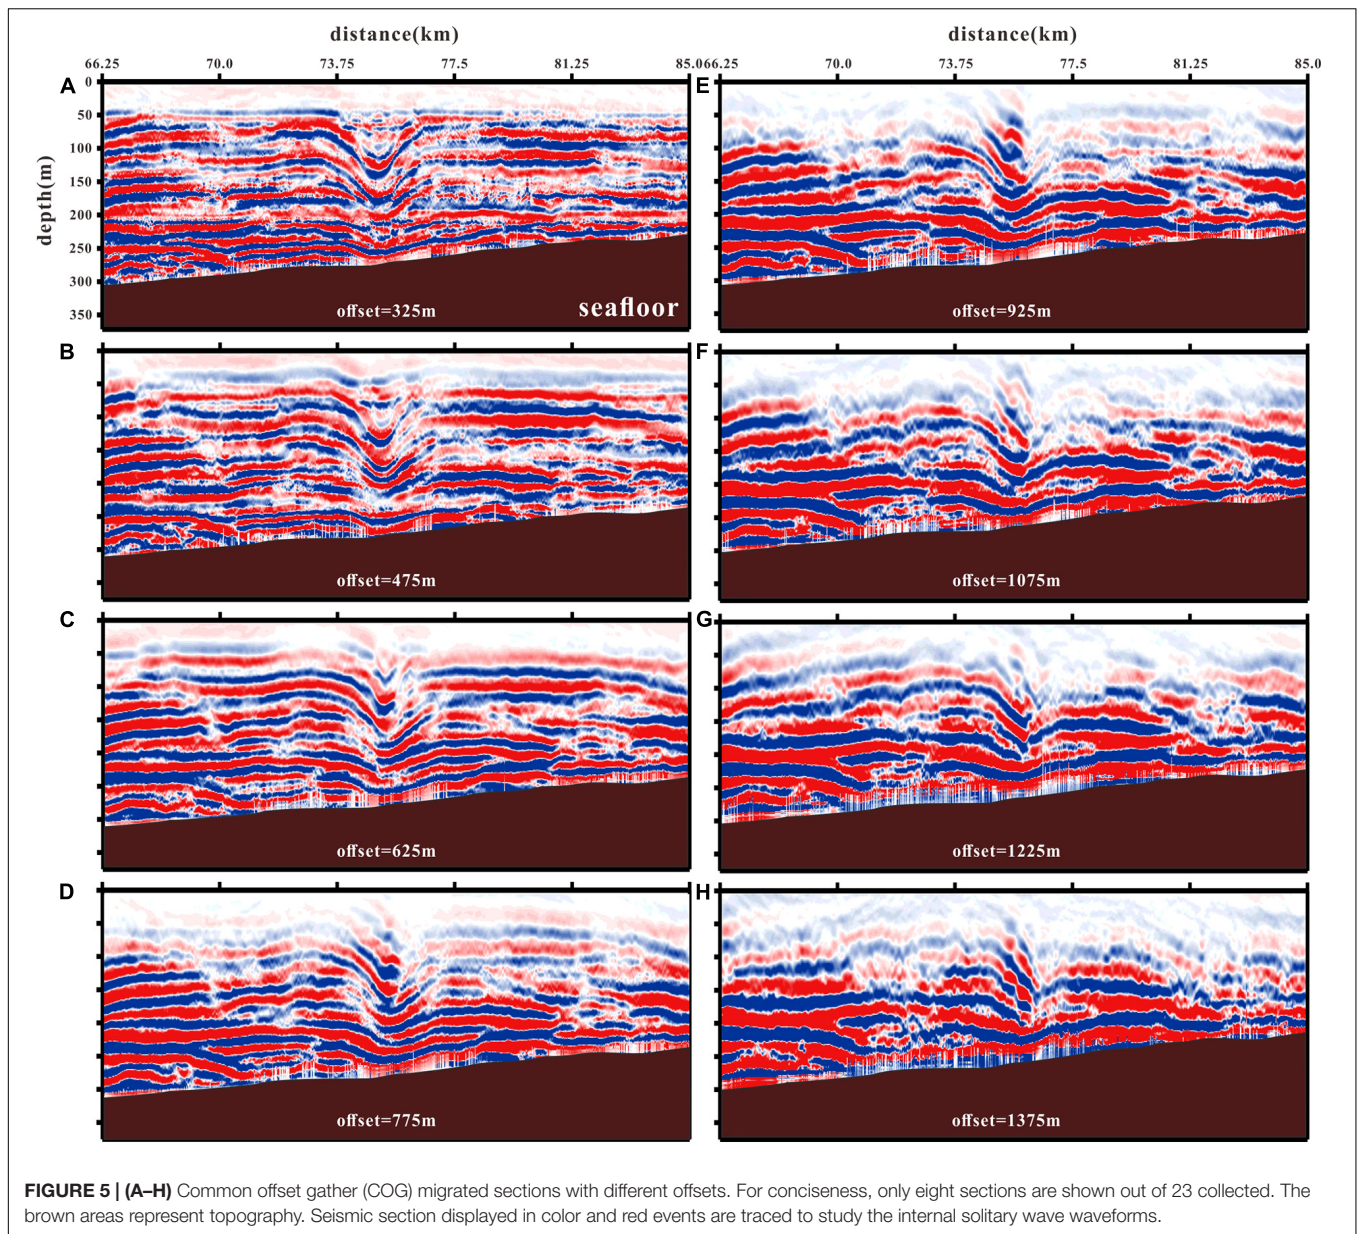 distance(km)
distance(km)
66.25 70.0 73.75 77.5 81.25 85.0
66.25 70.0 73.75 77.5 81.25 85.0
A
depth(m)
0
50
100
150
200
250
300
350
offset=325m
seafloor
B
offset=475m
C
offset=625m
D
offset=775m
E
offset=925m
F
offset=1075m
G
offset=1225m
H
offset=1375m
FIGURE 5 | (A–H) Common offset gather (COG) migrated sections with different offsets. For conciseness, only eight sections are shown out of 23 collected. The
brown areas represent topography. Seismic section displayed in color and red events are traced to study the internal solitary wave waveforms.